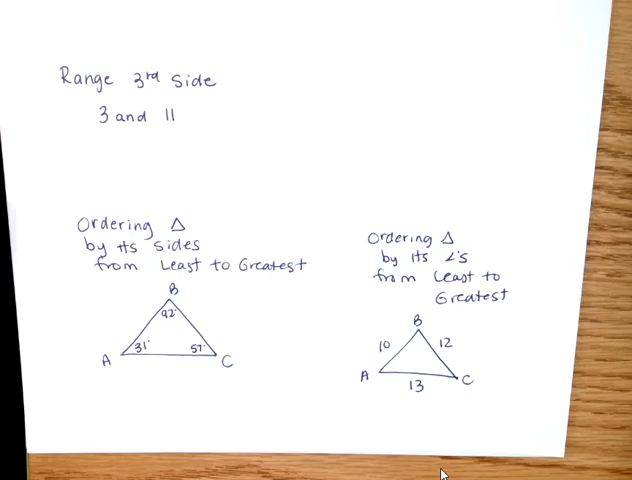 Range 3rd Side
3 and 11
Ordering △
by its sides
from Least to Greatest
B
92°
31°
57°
A
C
Ordering △
by its ∠'s
from Least to
Greatest
B
10
12
A
13
C